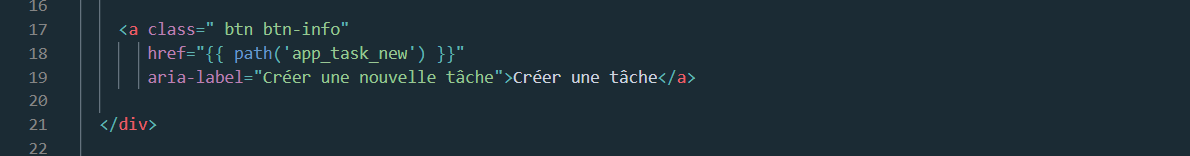 16
17 <a class=" btn btn-info"
18 href="{{ path('app_task_new') }}"
19 aria-label="Créer une nouvelle tâche">Créer une tâche</a>
20
21 </div>
22